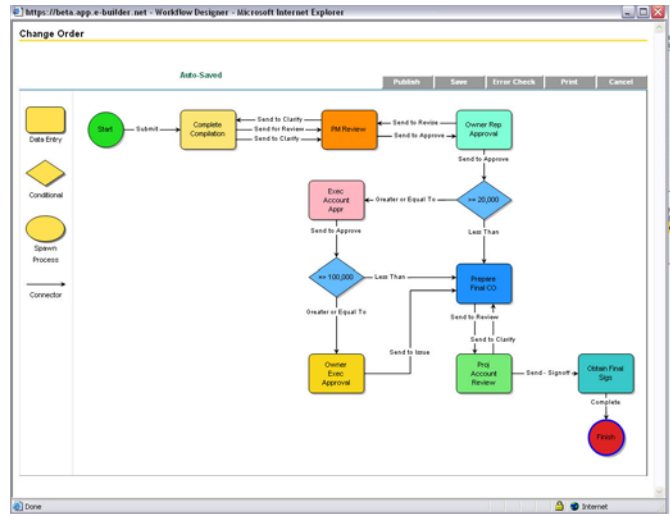 https://beta.app.e-builder.net - Workflow Designer - Microsoft Internet Explorer
Change Order
Auto-Saved
Publish
Save
Error Check
Print
Cancel
Data Entry
Conditional
Spawn
Process
Connector
Start
Submit
Complete
Compilation
Send to Clarify
Send for Review
Send to Clarify
PM Review
Send to Revize
Send to Approve
Owner Rep
Approval
Send to Approve
>= 20,000
Greater or Equal To
Less Than
Exec
Account
Appr
Send to Approve
<= 100,000
Less Than
Greater or Equal To
Prepare
Final CO
Send to Review
Send to Clarify
Owner
Exec
Approval
Send to Issue
Proj
Account
Review
Send - Signoff
Obtain Final
Sigs
Complete
Finish
Done
Internet